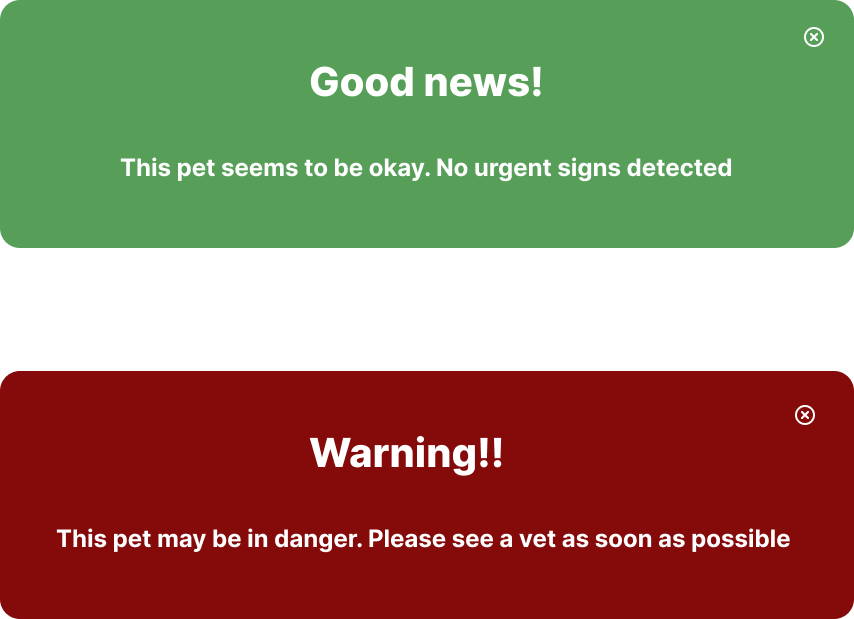 Good news!
This pet seems to be okay. No urgent signs detected
Warning!!
This pet may be in danger. Please see a vet as soon as possible